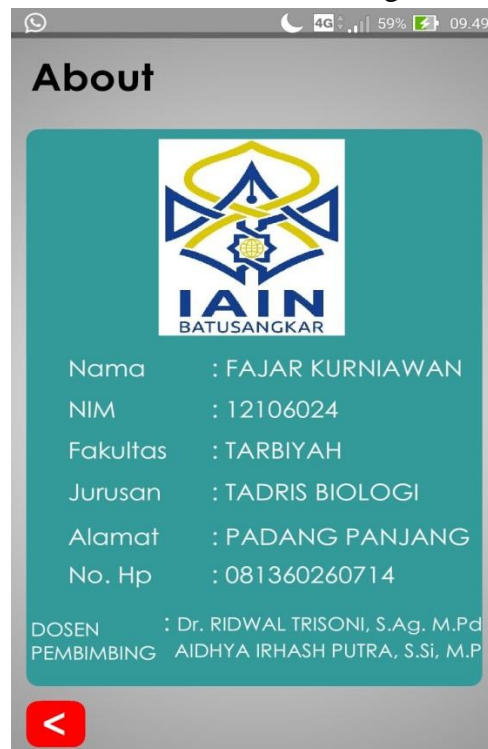 4G 59% 09.49
About
IAIN
BATUSANGKAR
Nama : FAJAR KURNIAWAN
NIM : 12106024
Fakultas : TARBIYAH
Jurusan : TADRIS BIOLOGI
Alamat : PADANG PANJANG
No. Hp : 081360260714
DOSEN : Dr. RIDWAL TRISONI, S.Ag. M.Pd
PEMBIMBING AIDHYA IRHASH PUTRA, S.Si, M.P
<